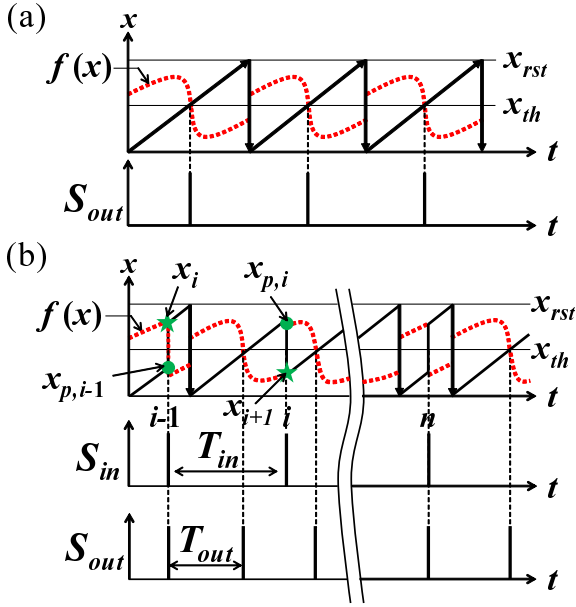 (a)
x
f(x)
x_rst
x_th
t
S_out
t
(b)
x
x_i
x_p,i
f(x)
x_rst
x_th
x_p,i-1
i-1
x_i+1
i
n
t
S_in
T_in
t
S_out
T_out
t